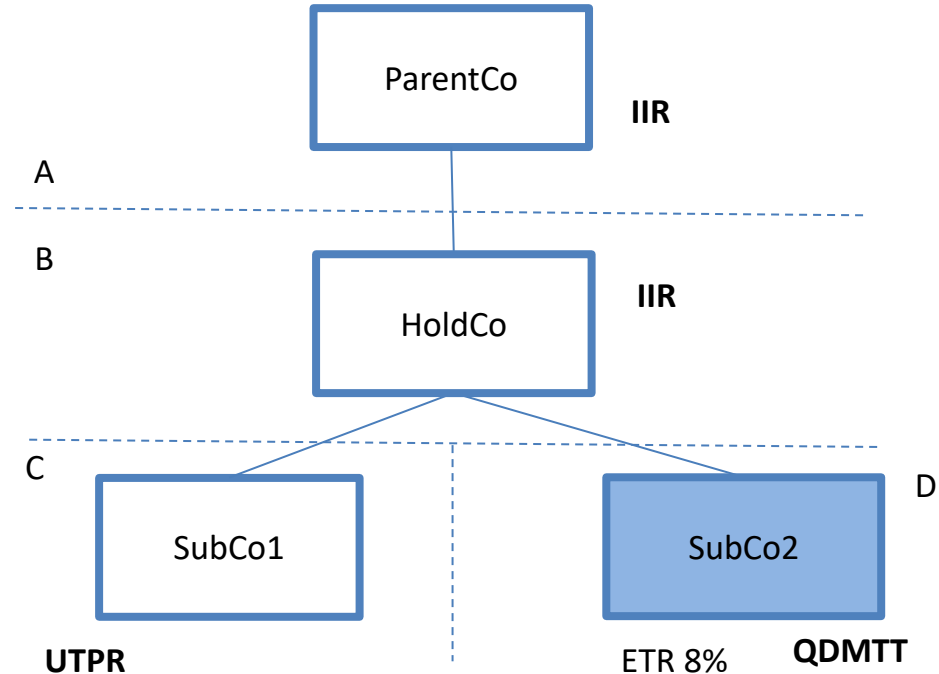 ParentCo
IIR
A
B
IIR
HoldCo
C
D
SubCo1
SubCo2
UTPR
ETR 8%
QDMTT